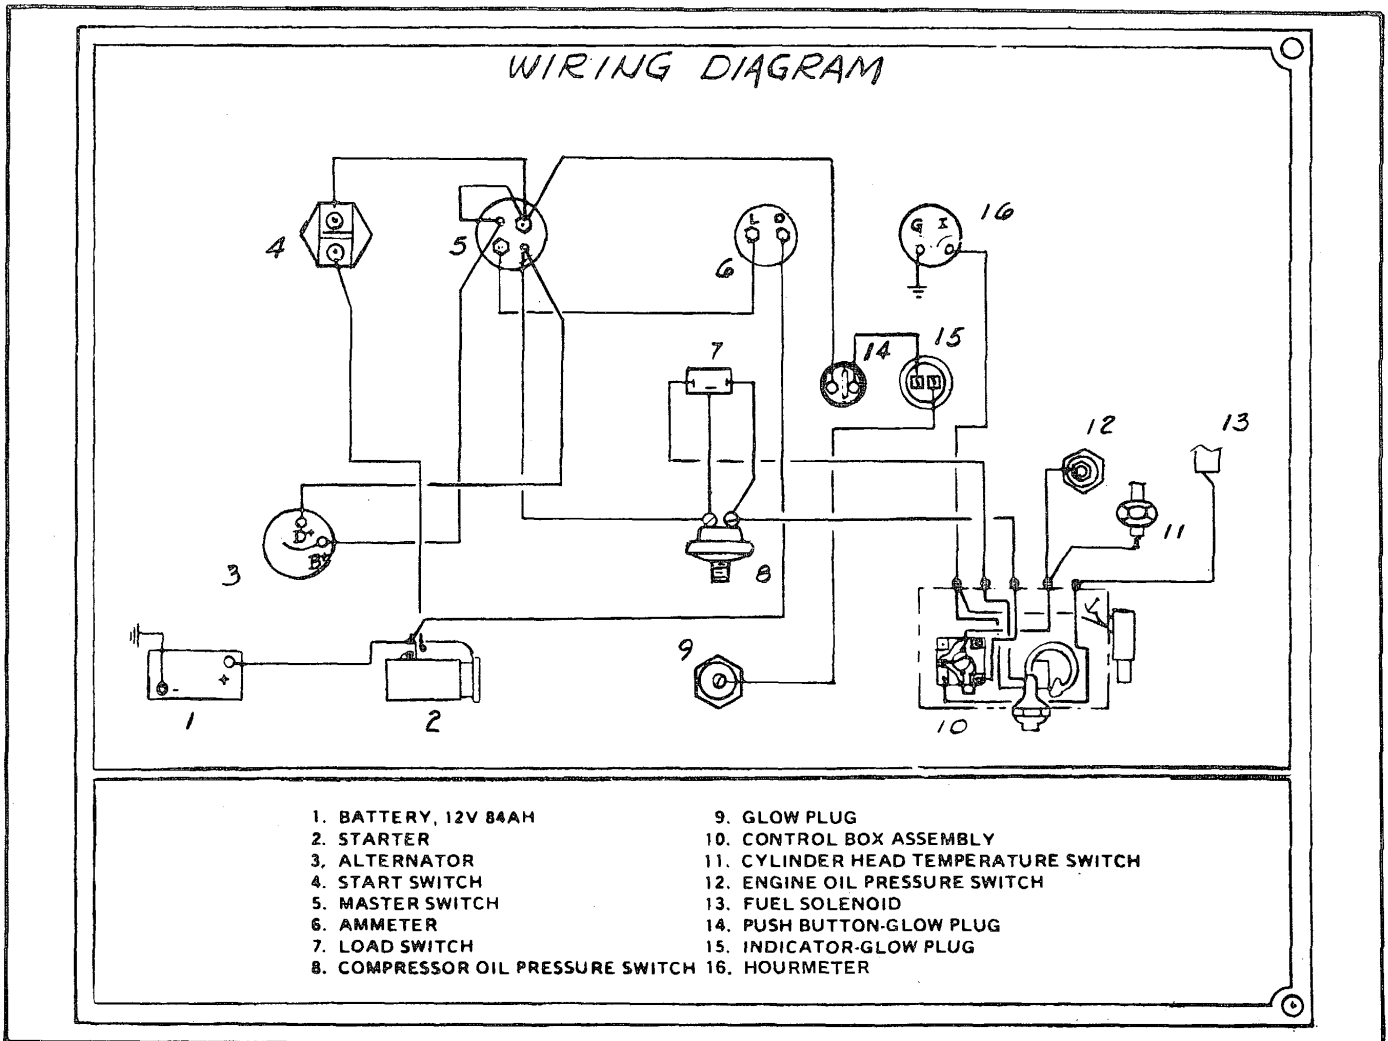 WIRING DIAGRAM
4
5
L
6
G I
16
7
14
15
12
13
11
D+
B+
3
8
9
- +
1
2
10
1. BATTERY, 12V 84AH
2. STARTER
3, ALTERNATOR
4. START SWITCH
5. MASTER SWITCH
6. AMMETER
7. LOAD SWITCH
8. COMPRESSOR OIL PRESSURE SWITCH
9. GLOW PLUG
10. CONTROL BOX ASSEMBLY
11. CYLINDER HEAD TEMPERATURE SWITCH
12. ENGINE OIL PRESSURE SWITCH
13. FUEL SOLENOID
14. PUSH BUTTON-GLOW PLUG
15. INDICATOR-GLOW PLUG
16. HOURMETER